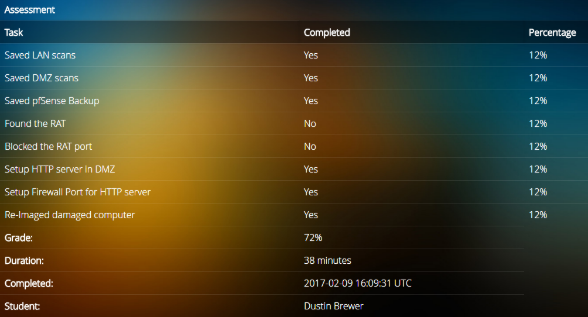 Assessment
Task Completed Percentage
Saved LAN scans Yes 12%
Saved DMZ scans Yes 12%
Saved pfSense Backup Yes 12%
Found the RAT No 12%
Blocked the RAT port No 12%
Setup HTTP server in DMZ Yes 12%
Setup Firewall Port for HTTP server Yes 12%
Re-Imaged damaged computer Yes 12%
Grade: 72%
Duration: 38 minutes
Completed: 2017-02-09 16:09:31 UTC
Student: Dustin Brewer